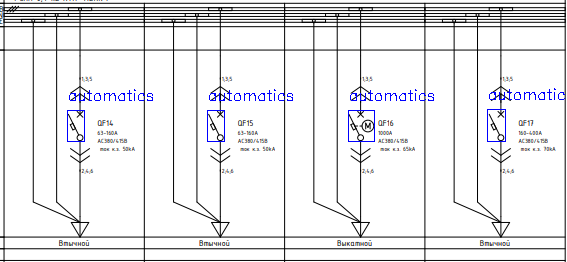 1,3,5
automatics
QF14
63-160A
AC380/415В
ток к.з. 50kA
2,4,6
Втычной
1,3,5
automatics
QF15
63-160A
AC380/415В
ток к.з. 50kA
2,4,6
Втычной
1,3,5
automatics
QF16
M
1000A
AC380/415В
ток к.з. 65kA
2,4,6
Выкатной
1,3,5
automatics
QF17
160-400A
AC380/415В
ток к.з. 70kA
2,4,6
Втычной